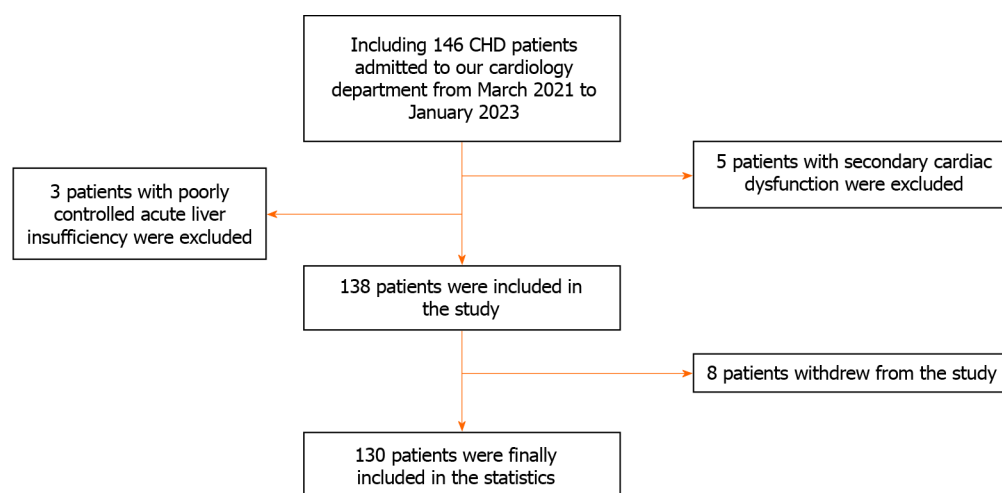 Including 146 CHD patients
admitted to our cardiology
department from March 2021 to
January 2023
5 patients with secondary cardiac
dysfunction were excluded
3 patients with poorly
controlled acute liver
insufficiency were excluded
138 patients were included in
the study
8 patients withdrew from the study
130 patients were finally
included in the statistics